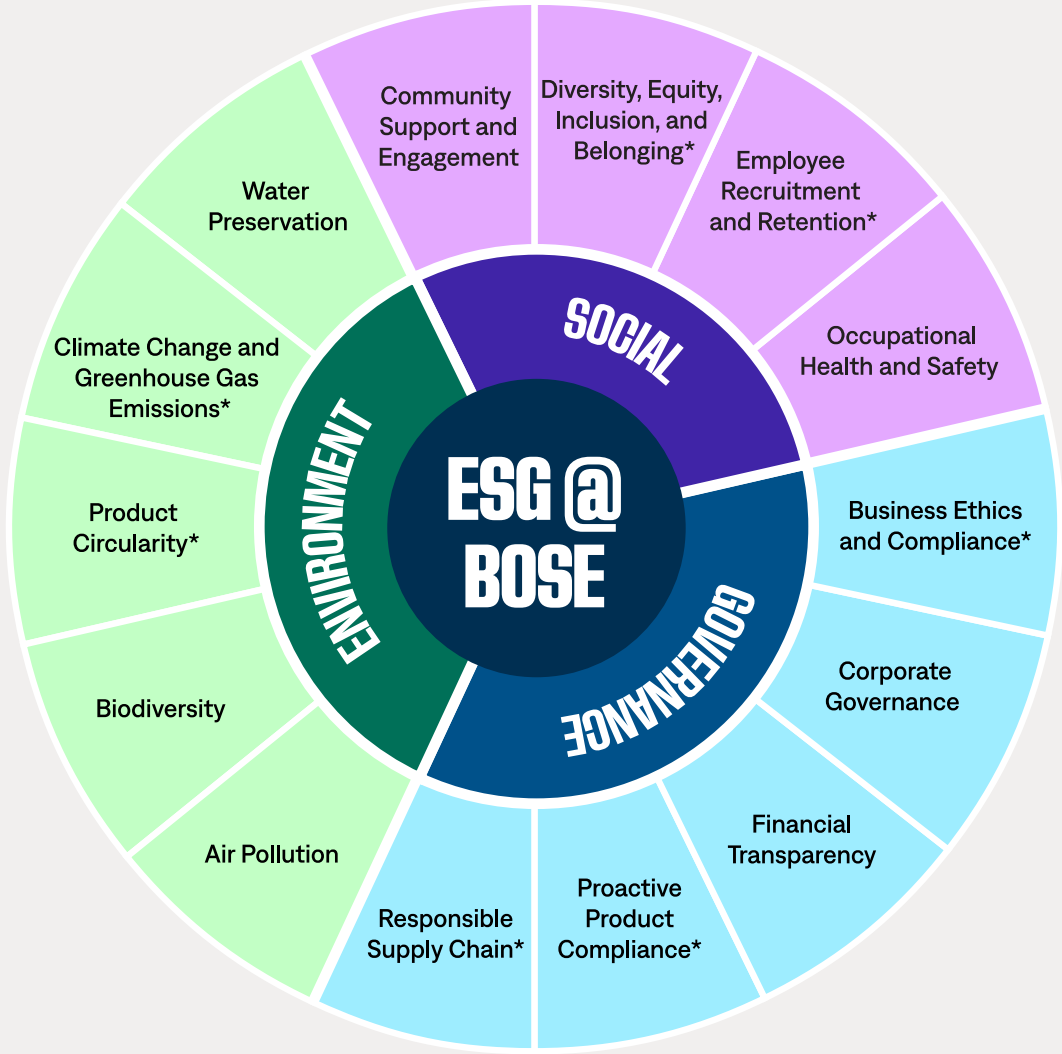 ESG @
BOSE
SOCIAL
Community
Support and
Engagement
Diversity, Equity,
Inclusion, and
Belonging*
Employee
Recruitment
and Retention*
Occupational
Health and Safety
GOVERNANCE
Business Ethics
and Compliance*
Corporate
Governance
Financial
Transparency
Proactive
Product
Compliance*
Responsible
Supply Chain*
ENVIRONMENT
Air Pollution
Biodiversity
Product
Circularity*
Climate Change and
Greenhouse Gas
Emissions*
Water
Preservation